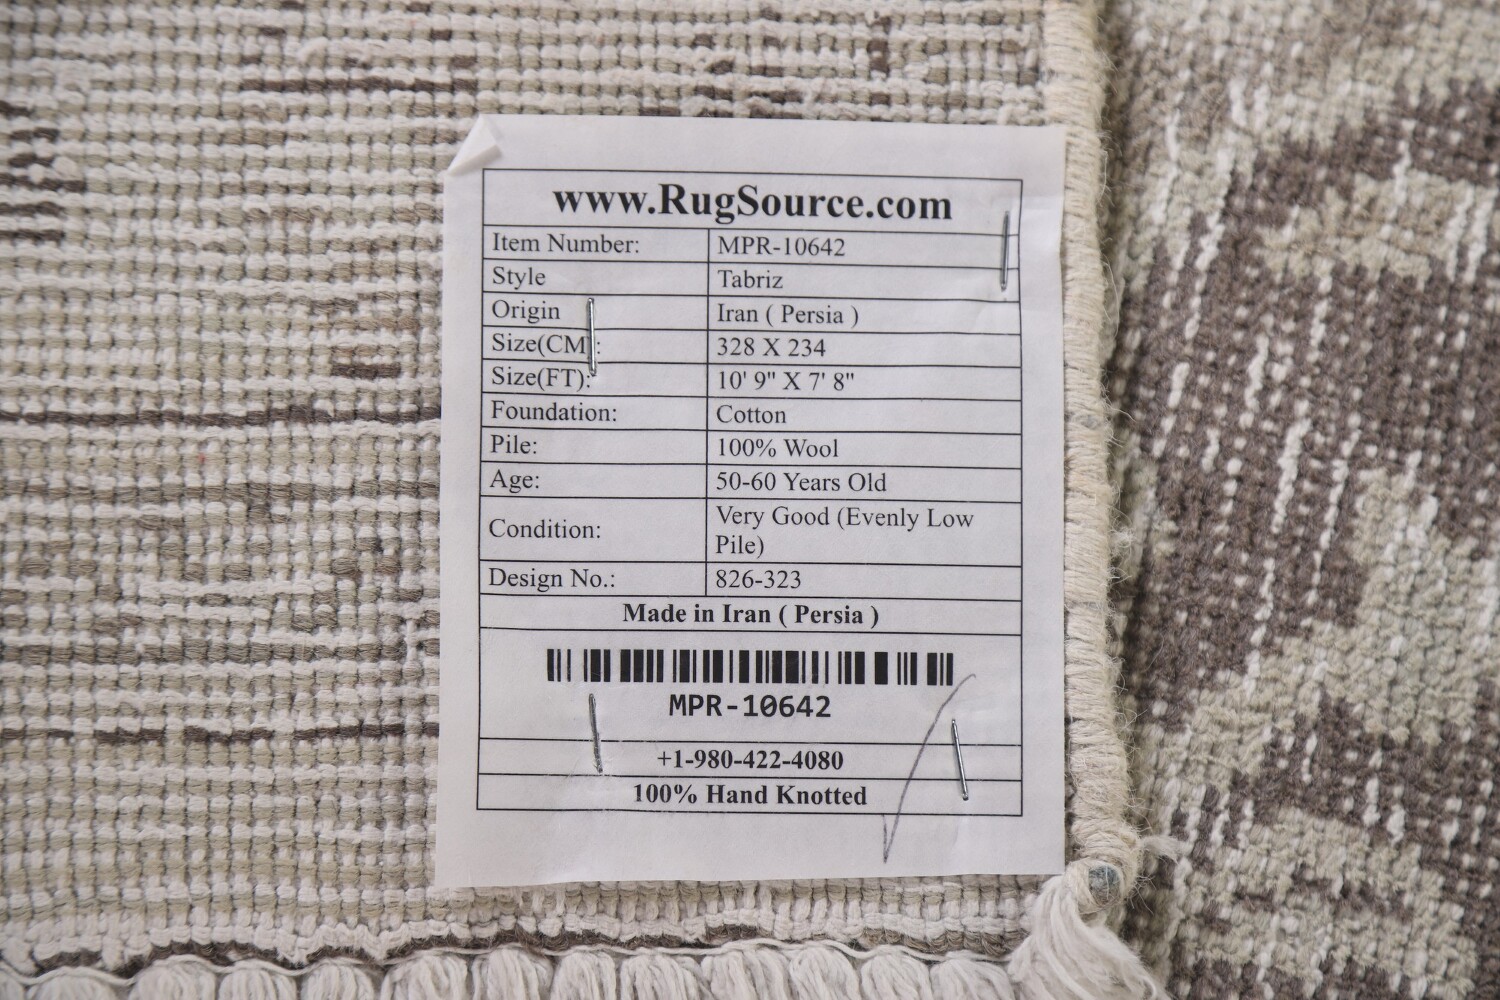 www.RugSource.com
Item Number: MPR-10642
Style Tabriz
Origin Iran ( Persia )
Size(CM): 328 X 234
Size(FT): 10' 9" X 7' 8"
Foundation: Cotton
Pile: 100% Wool
Age: 50-60 Years Old
Condition: Very Good (Evenly Low
Pile)
Design No.: 826-323
Made in Iran ( Persia )
MPR-10642
+1-980-422-4080
100% Hand Knotted